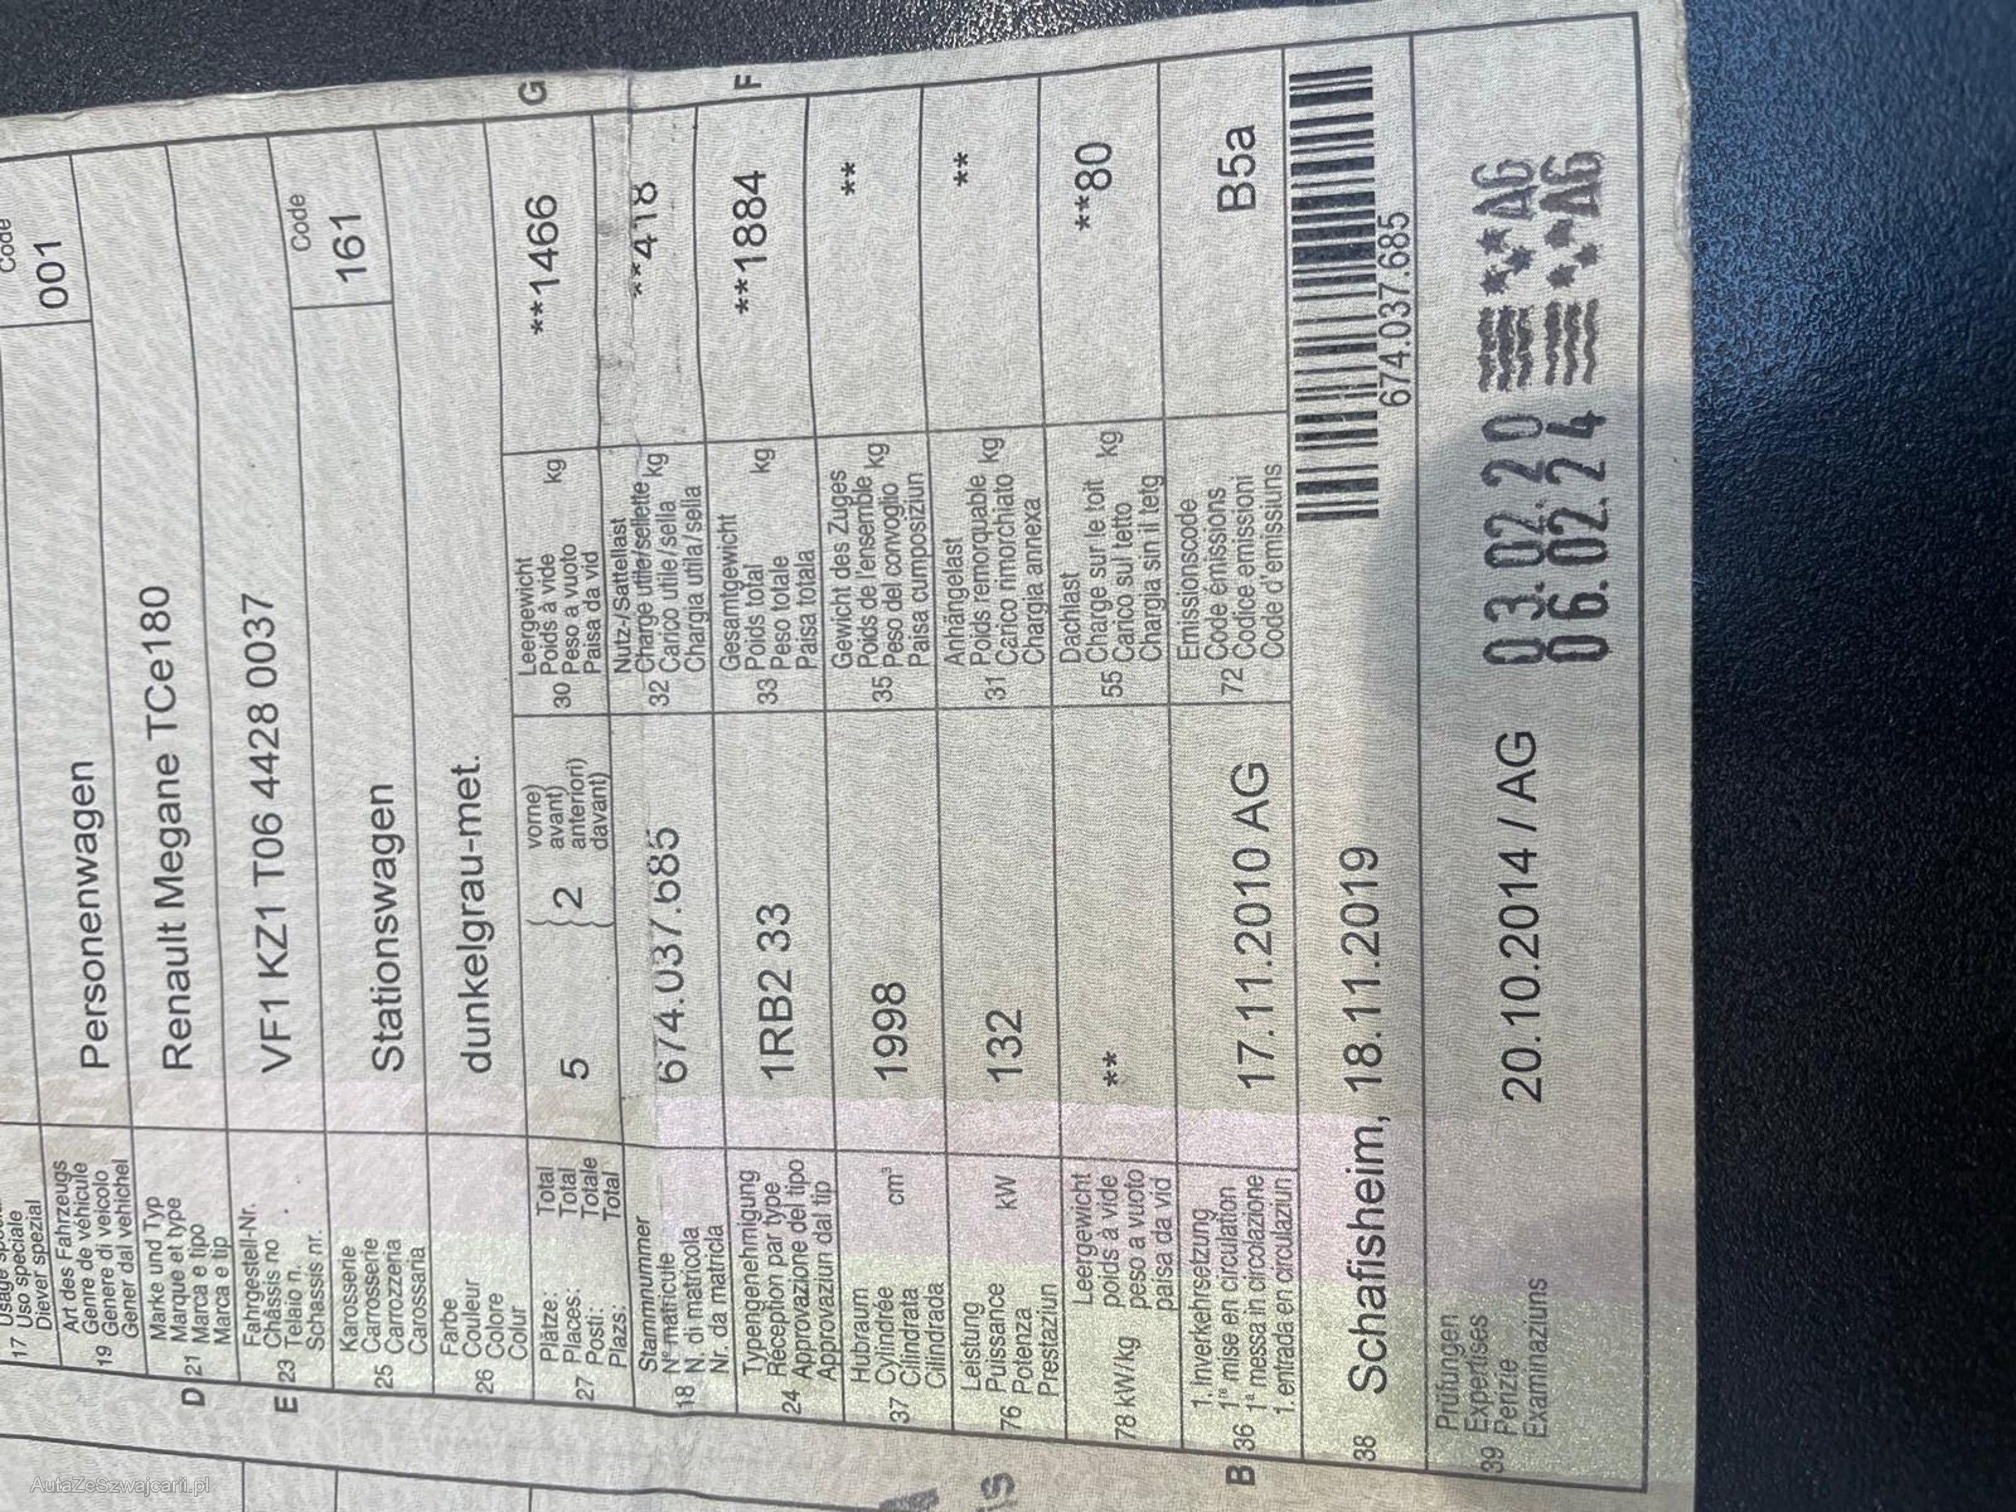 Code
17 Uso speciale
Diever spezial
Art des Fahrzeugs
Genre de véhicule
19 Genere di veicolo
Gener dal vehichel
Personenwagen
001
Marke und Typ
Marque et type
D 21 Marca e tipo
Marca e tip
Renault Megane TCe180
Fahrgestell-Nr.
Châssis no
E 23 Telaio n.
Schassis nr.
VF1 KZ1 T06 4428 0037
Karosserie
Carrosserie
25 Carrozzeria
Carossaria
Stationswagen
Code
161
Farbe
Couleur
26 Colore
Colur
dunkelgrau-met.
Plätze: Total
Places: Total
27 Posti: Totale
Plazs: Total
5 2
vorne)
avant)
anteriori)
davant)
Leergewicht
Poids à vide
30 Peso a vuoto kg
Paisa da vid
**1466 G
Stammnummer
N° matricule
18 N. di matricola
Nr. da matricla
674.037.685
Nutz-/Sattellast
Charge utile/sellette
32 Carico utile/sella kg
Chargia utila/sella
**418
Typengenehmigung
Réception par type
24 Approvazione del tipo
Approvaziun dal tip
1RB2 33
Gesamtgewicht
33 Poids total kg
Peso totale
Paisa totala
**1884 F
Hubraum
37 Cylindrée cm³
Cilindrata
Cilindrada
1998
Gewicht des Zuges
Poids de l'ensemble
35 Peso del convoglio kg
Paisa cumposiziun
**
Leistung
Puissance
76 Potenza kW
Prestaziun
132
Anhängelast
Poids remorquable
31 Carico rimorchiato kg
Chargia annexa
**
Leergewicht
poids à vide
78 kW/kg peso a vuoto
paisa da vid
**
Dachlast
Charge sur le toit
55 Carico sul tetto kg
Chargia sin il tetg
**80
1. Inverkehrsetzung
1re mise en circulation
B 36 1a messa in circolazione
1. entrada en circulaziun
17.11.2010 AG
Emissionscode
Code émissions
72 Codice emissioni
Code d'emissiuns
B5a
38 Schafisheim, 18.11.2019
674.037.685
Prüfungen
Expertises
39 Perizie
Examinaziuns
20.10.2014 / AG
03.02.20 ** AG
06.02.24 ** AG
AutaZeSzwajcarii.pl